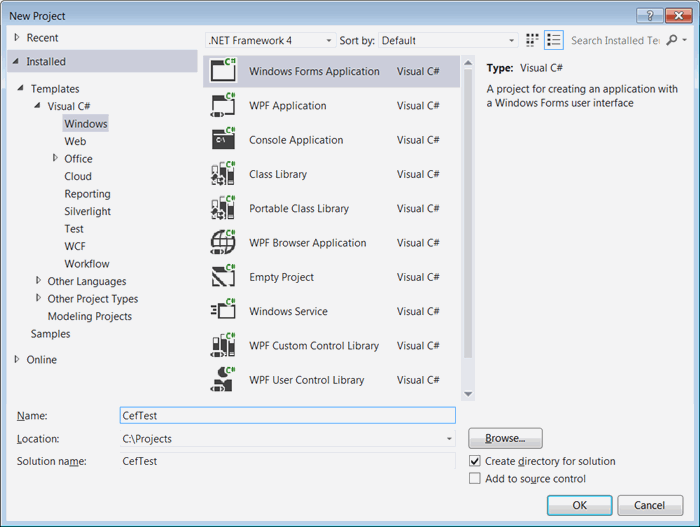 New Project
Recent
.NET Framework 4 Sort by: Default Search Installed Te
Installed
Templates
Visual C#
Windows
Web
Office
Cloud
Reporting
Silverlight
Test
WCF
Workflow
Other Languages
Other Project Types
Modeling Projects
Samples
Online
Windows Forms Application Visual C#
WPF Application Visual C#
Console Application Visual C#
Class Library Visual C#
Portable Class Library Visual C#
WPF Browser Application Visual C#
Empty Project Visual C#
Windows Service Visual C#
WPF Custom Control Library Visual C#
WPF User Control Library Visual C#
Type: Visual C#
A project for creating an application with
a Windows Forms user interface
Name: CefTest
Location: C:\Projects
Browse...
Solution name: CefTest
Create directory for solution
Add to source control
OK Cancel